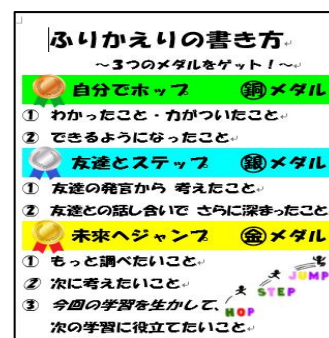 ふりかえりの書き方
～３つのメダルをゲット！～
自分でホップ ㊥メダル
① わかったこと・力がついたこと
② できるようになったこと
友達とステップ 銀メダル
① 友達の発言から 考えたこと
② 友達との話し合いで さらに深まったこと
未来へジャンプ 金メダル
① もっと調べたいこと
② 次に考えたいこと
③ 今回の学習を生かして、
次の学習に役立てたいこと
HOP
STEP
JUMP